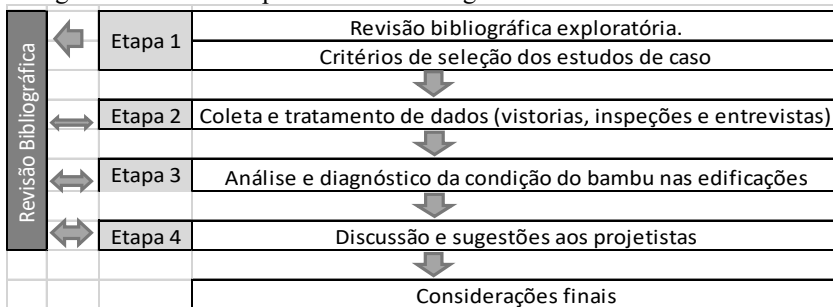 Revisão Bibliográfica
Etapa 1
Revisão bibliográfica exploratória.
Critérios de seleção dos estudos de caso
Etapa 2
Coleta e tratamento de dados (vistorias, inspeções e entrevistas)
Etapa 3
Análise e diagnóstico da condição do bambu nas edificações
Etapa 4
Discussão e sugestões aos projetistas
Considerações finais